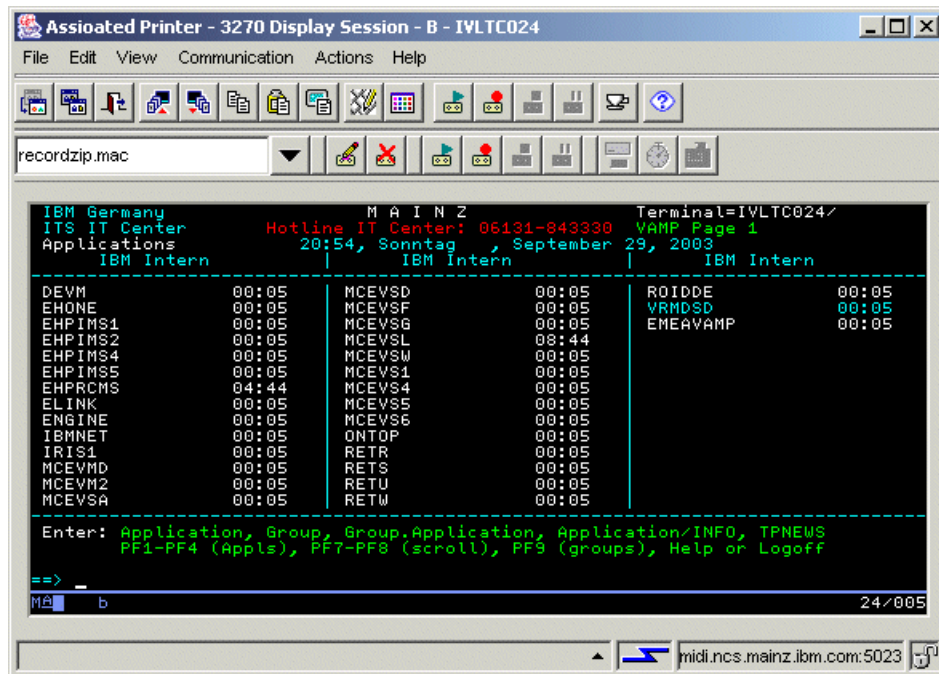 Assioated Printer - 3270 Display Session - B - IVLTC024
File Edit View Communication Actions Help
recordzip.mac
IBM Germany M A I N Z Terminal=IVLTC024/
ITS IT Center Hotline IT Center: 06131-843330 VAMP Page 1
Applications 20:54, Sonntag , September 29, 2003
IBM Intern | IBM Intern | IBM Intern
DEVM 00:05 MCEVSD 00:05 ROIDDE 00:05
EHONE 00:05 MCEVSF 00:05 VRMDSD 00:05
EHPIMS1 00:05 MCEVSG 00:05 EMEAVAMP 00:05
EHPIMS2 00:05 MCEVSL 08:44
EHPIMS4 00:05 MCEVSW 00:05
EHPIMS5 00:05 MCEVS1 00:05
EHPRCMS 04:44 MCEVS4 00:05
ELINK 00:05 MCEVS5 00:05
ENGINE 00:05 MCEVS6 00:05
IBMNET 00:05 ONTOP 00:05
IRIS1 00:05 RETR 00:05
MCEVMD 00:05 RETS 00:05
MCEVM2 00:05 RETU 00:05
MCEVSA 00:05 RETW 00:05
Enter: Application, Group, Group.Application, Application/INFO, TPNEWS
PF1-PF4 (Appls), PF7-PF8 (scroll), PF9 (groups), Help or Logoff
==> _
MA b 24/005
midi.ncs.mainz.ibm.com:5023